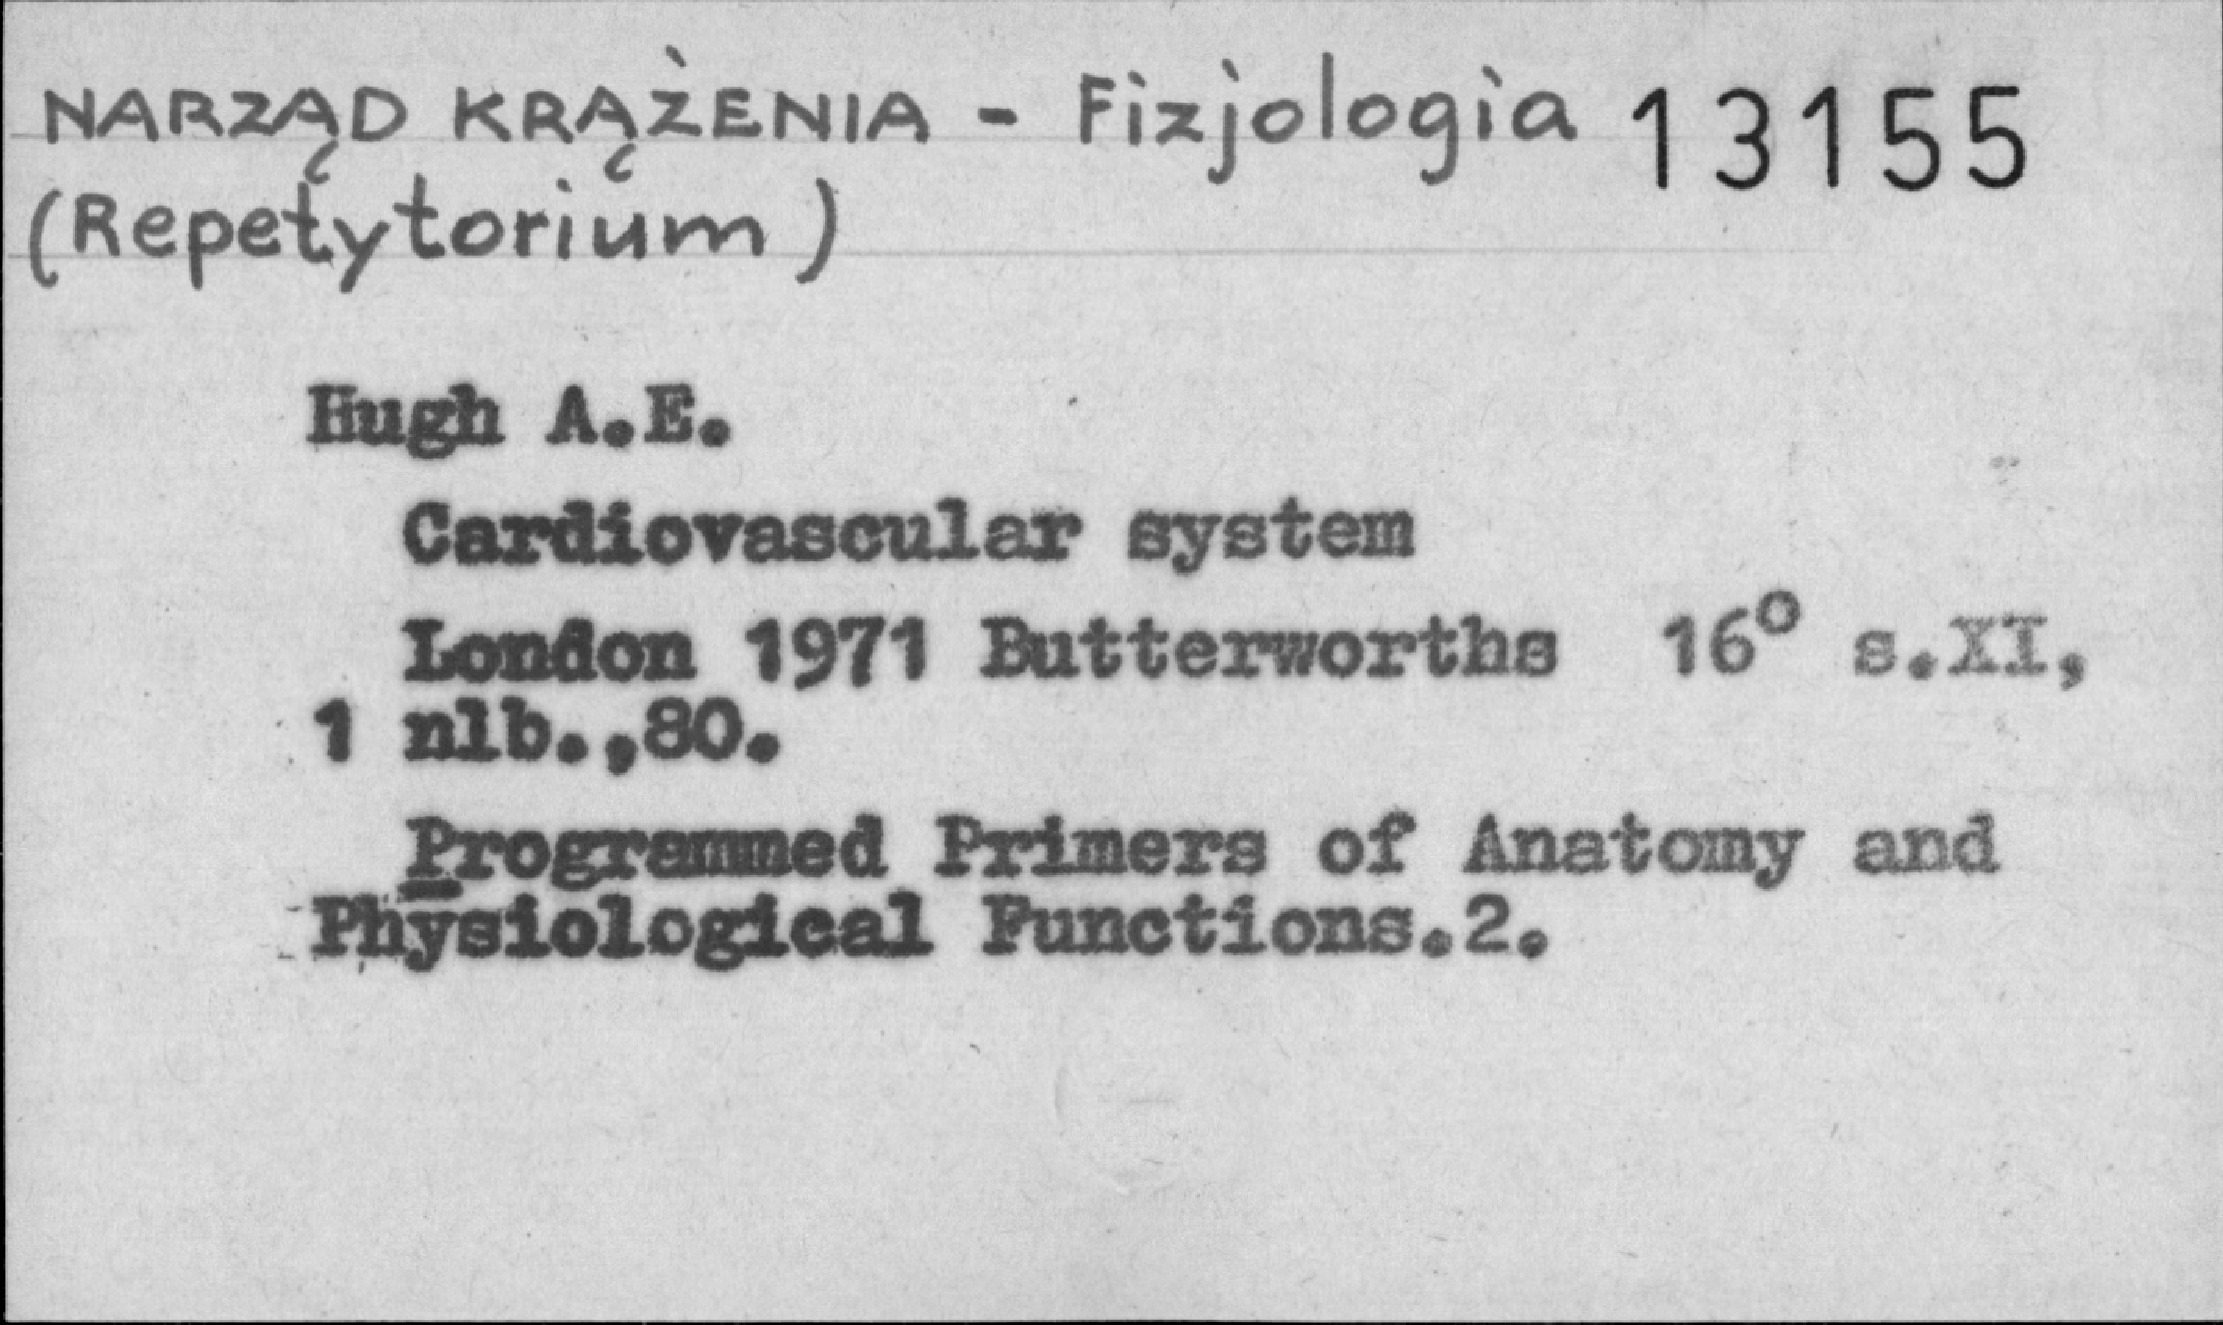 NARZĄD KRĄŻENIA - Fizjologia 13155
(Repetytorium)
Hugh A.E.
Cardiovascular system
London 1971 Butterworths 16° s.XI,
1 nlb.,80.
Programmed Primers of Anatomy and
Physiological Functions.2.